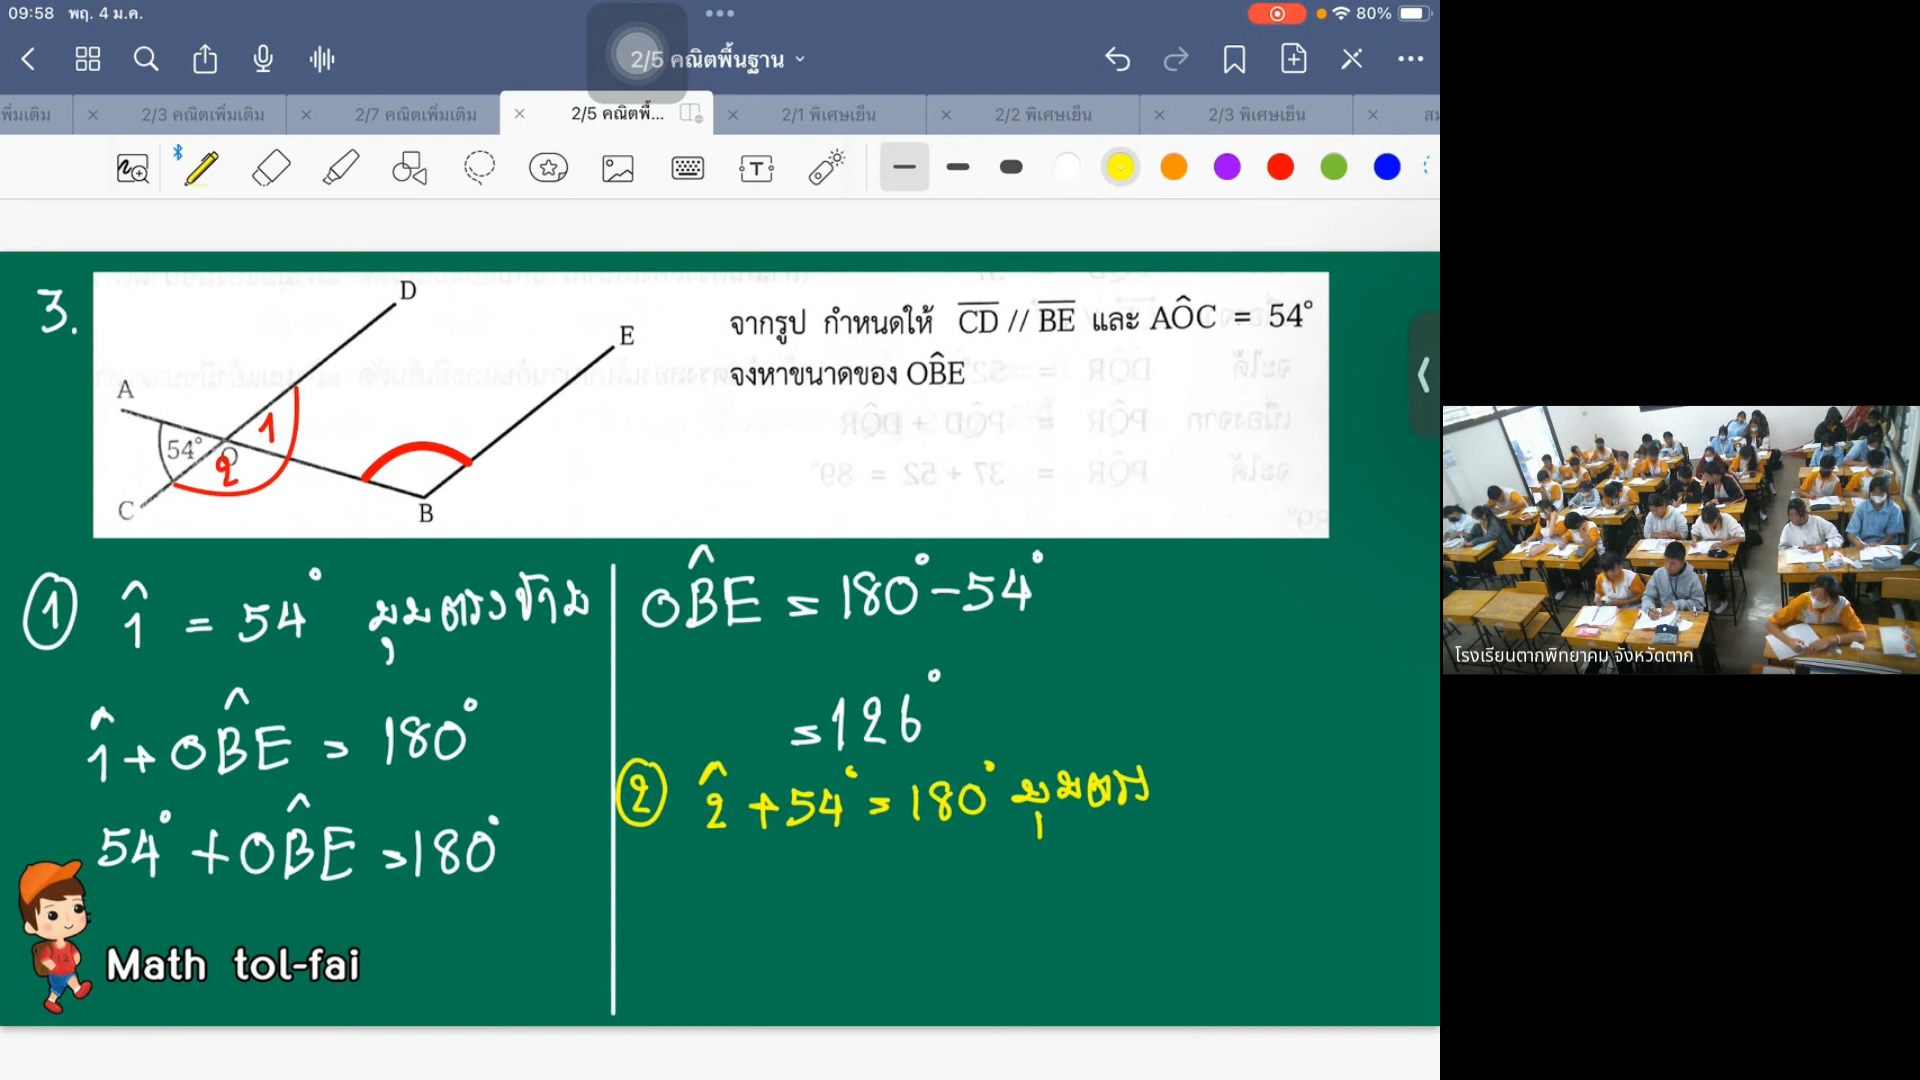 09:58 พฤ. 4 ม.ค.
80%
2/5 คณิตพื้นฐาน
พิ่มเติม
2/3 คณิตเพิ่มเติม
2/7 คณิตเพิ่มเติม
2/5 คณิตพื้...
2/1 พิเศษเย็น
2/2 พิเศษเย็น
2/3 พิเศษเย็น
สม
3.
D
E
A
54°
O
1
2
C
B
จากรูป กำหนดให้ CD // BE และ AÔC = 54°
จงหาขนาดของ OB̂E
① 1̂ = 54° มุมตรงข้าม
1̂ + OB̂E = 180°
54° + OB̂E = 180°
OB̂E = 180° - 54°
= 126°
② 2̂ + 54° = 180° มุมตรง
Math tol-fai
โรงเรียนตากพิทยาคม จังหวัดตาก